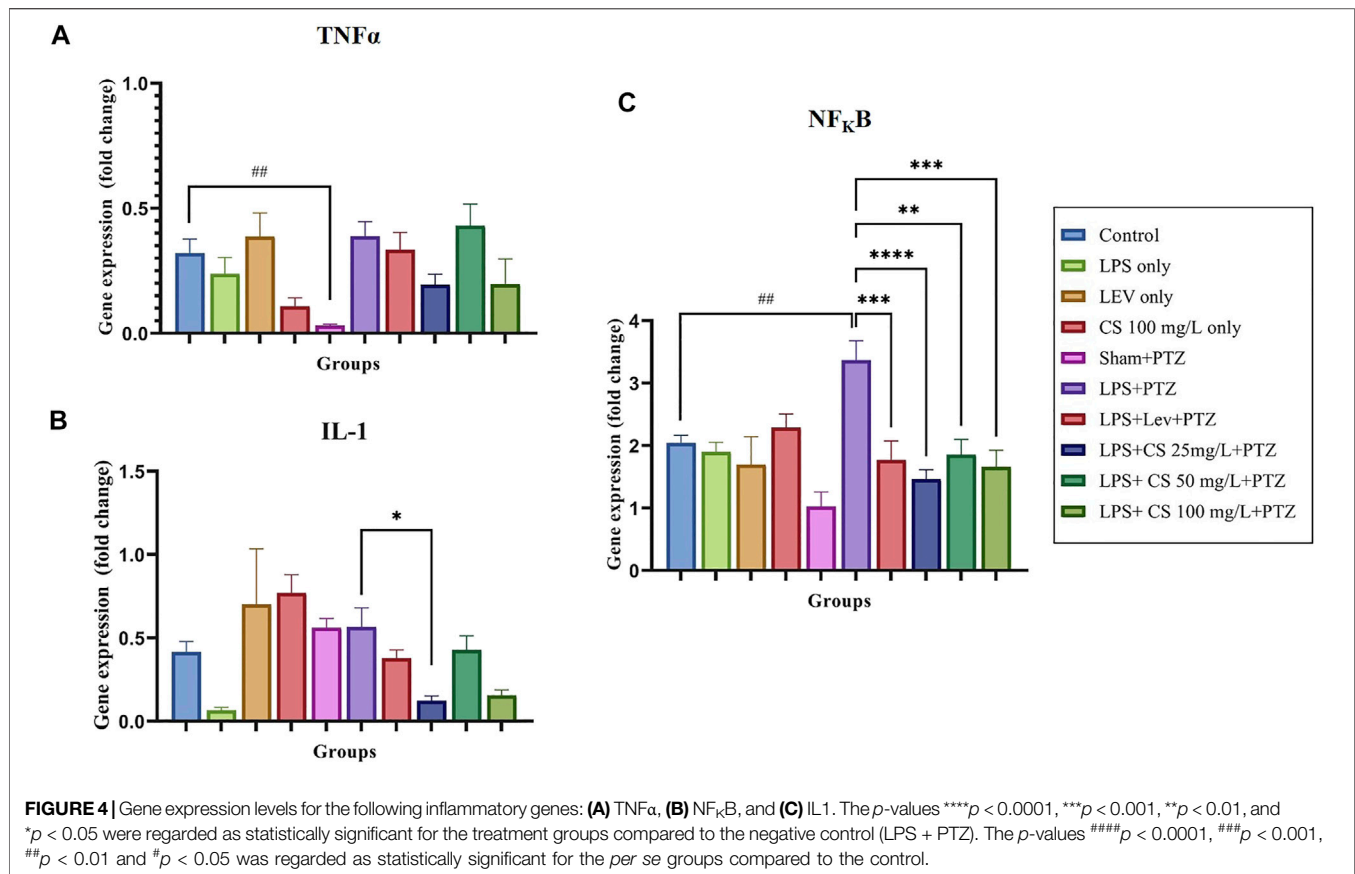 A
TNFα
Gene expression (fold change)
1.0
0.5
0.0
##
Groups
B
IL-1
Gene expression (fold change)
1.5
1.0
0.5
0.0
*
Groups
C
NFKB
Gene expression (fold change)
4
3
2
1
0
##
***
****
**
***
Groups
Control
LPS only
LEV only
CS 100 mg/L only
Sham+PTZ
LPS+PTZ
LPS+Lev+PTZ
LPS+CS 25mg/L+PTZ
LPS+ CS 50 mg/L+PTZ
LPS+ CS 100 mg/L+PTZ
FIGURE 4 | Gene expression levels for the following inflammatory genes: (A) TNFα, (B) NFKB, and (C) IL1. The p-values ****p < 0.0001, ***p < 0.001, **p < 0.01, and
*p < 0.05 were regarded as statistically significant for the treatment groups compared to the negative control (LPS + PTZ). The p-values ####p < 0.0001, ###p < 0.001,
##p < 0.01 and #p < 0.05 was regarded as statistically significant for the per se groups compared to the control.